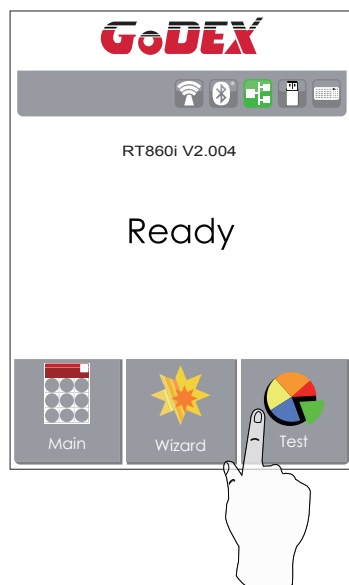 GoDEX
RT860i V2.004
Ready
Main
Wizard
Test